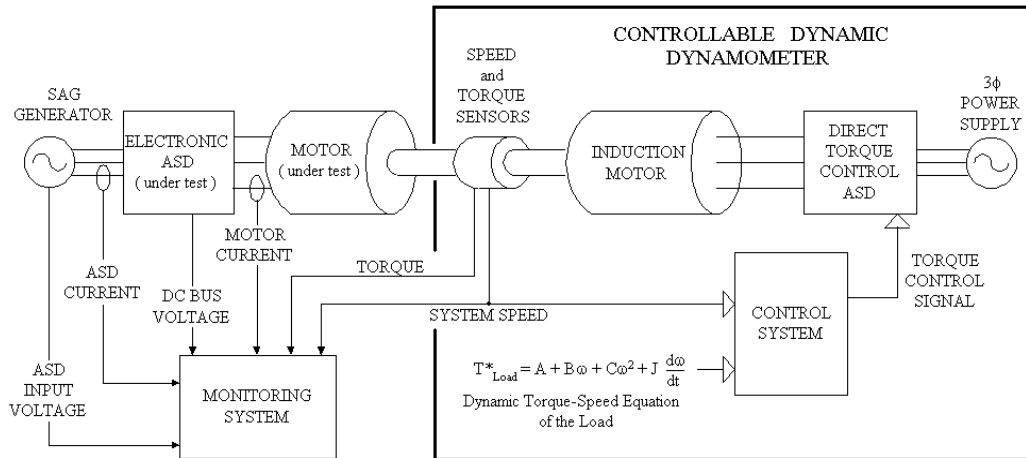 CONTROLLABLE DYNAMIC
DYNAMOMETER
SPEED
and
TORQUE
SENSORS
SAG
GENERATOR
3ϕ
POWER
SUPPLY
ELECTRONIC
ASD
(under test)
MOTOR
( under test )
INDUCTION
MOTOR
DIRECT
TORQUE
CONTROL
ASD
MOTOR
CURRENT
ASD
CURRENT
DC BUS
VOLTAGE
TORQUE
TORQUE
CONTROL
SIGNAL
SYSTEM SPEED
CONTROL
SYSTEM
ASD
INPUT
VOLTAGE
MONITORING
SYSTEM
T*Load = A + Bω + Cω² + J dω/dt
Dynamic Torque-Speed Equation
of the Load